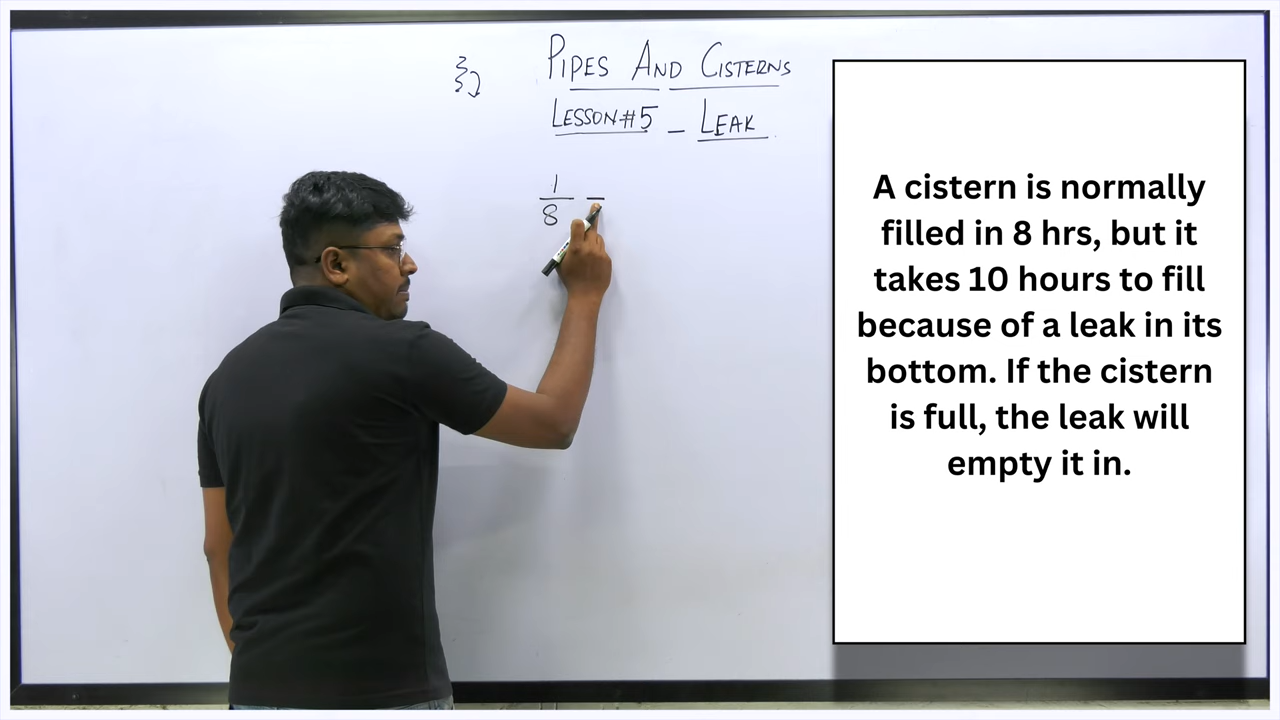 PIPES AND CISTERNS
LESSON#5 – LEAK
1
8 –
A cistern is normally
filled in 8 hrs, but it
takes 10 hours to fill
because of a leak in its
bottom. If the cistern
is full, the leak will
empty it in.